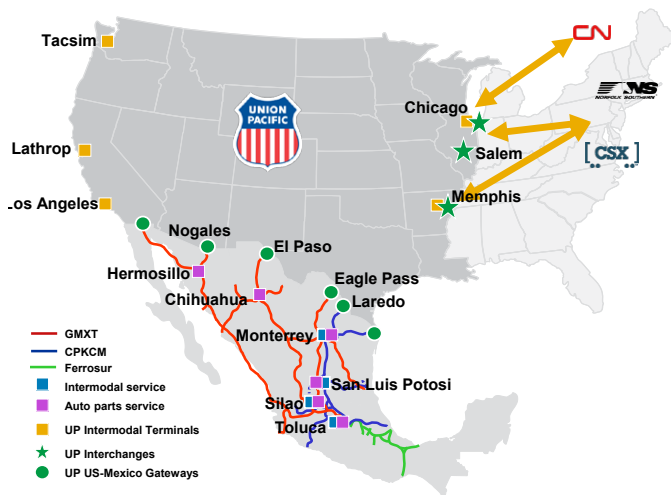 Tacsim
CN
UNION
PACIFIC
Chicago
NS
NORFOLK SOUTHERN
Lathrop
Salem
[CSX]
Los Angeles
Memphis
Nogales
El Paso
Hermosillo
Eagle Pass
Chihuahua
Laredo
GMXT
Monterrey
CPKCM
Ferrosur
Intermodal service
San Luis Potosi
Auto parts service
Silao
UP Intermodal Terminals
Toluca
UP Interchanges
UP US-Mexico Gateways